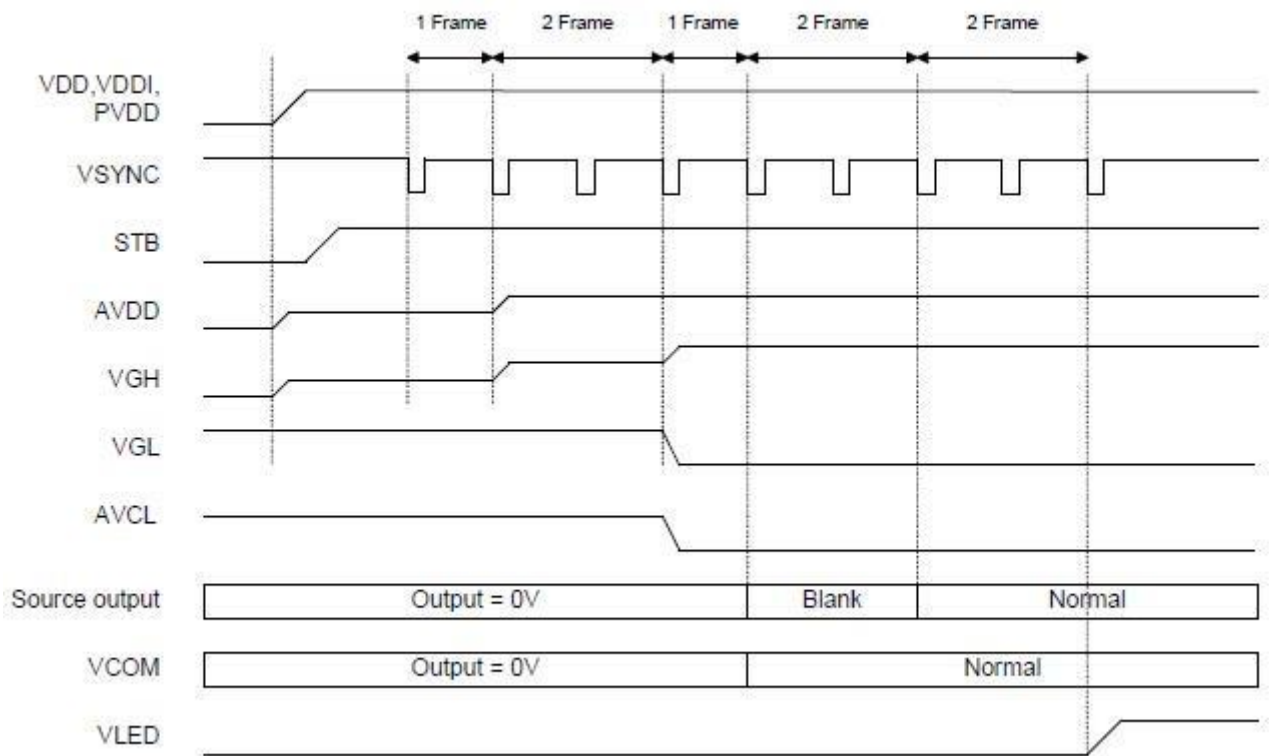 1 Frame 2 Frame 1 Frame 2 Frame 2 Frame
VDD,VDDI,
PVDD
VSYNC
STB
AVDD
VGH
VGL
AVCL
Source output Output = 0V Blank Normal
VCOM Output = 0V Normal
VLED